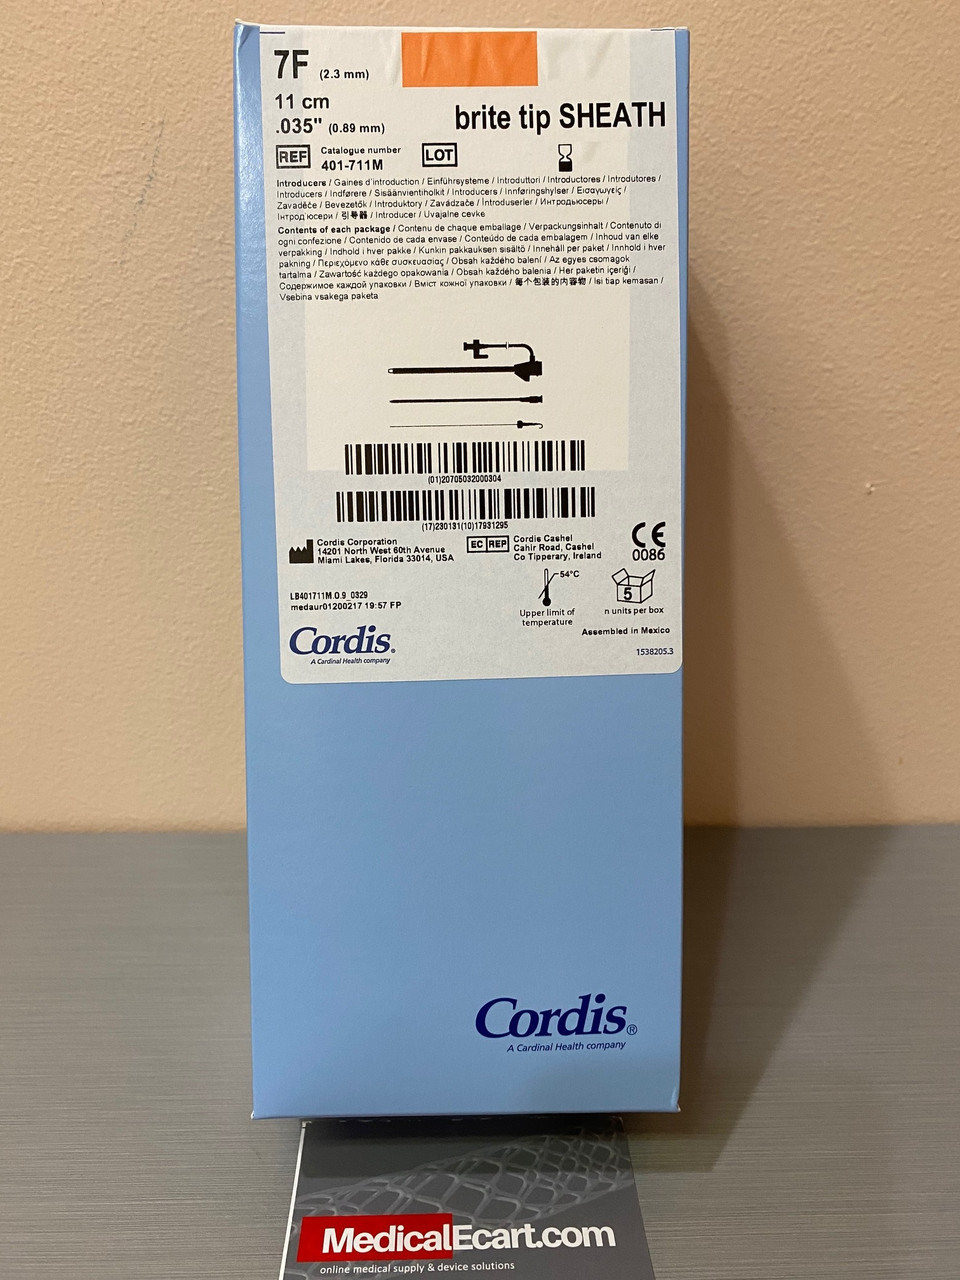 7F (2.3 mm)
11 cm
.035" (0.89 mm)
brite tip SHEATH
REF Catalogue number
401-711M
LOT
Introducers / Gaines d'introduction / Einführsysteme / Introduttori / Introductores / Introdutores /
Introducers / Indførere / Sisäänvientiholkit / Introducers / Innføringshylser / Εισαγωγείς /
Zavaděče / Bevezetők / Introduktory / Zavádzače / İntroduserler / Интродьюсеры /
Інтрод'юсери / 引导器 / Introducer / Uvajalne cevke
Contents of each package / Contenu de chaque emballage / Verpackungsinhalt / Contenuto di
ogni confezione / Contenido de cada envase / Conteúdo de cada embalagem / Inhoud van elke
verpakking / Indhold i hver pakke / Kunkin pakkauksen sisältö / Innehåll per paket / Innhold i hver
pakning / Περιεχόμενο κάθε συσκευασίας / Obsah každého balení / Az egyes csomagok
tartalma / Zawartość każdego opakowania / Obsah každého balenia / Her paketin içeriği /
Содержимое каждой упаковки / Вміст кожної упаковки / 每个包装的内容物 / Isi tiap kemasan /
Vsebina vsakega paketa
(01)20705032000304
(17)230131(10)17931295
Cordis Corporation
14201 North West 60th Avenue
Miami Lakes, Florida 33014, USA
EC REP Cordis Cashel
Cahir Road, Cashel
Co Tipperary, Ireland
CE
0086
LB401711M.0.9_0329
medaur01200217 19:57 FP
54°C
Upper limit of
temperature
5
n units per box
Assembled in Mexico
Cordis®
A Cardinal Health company
1538205.3
Cordis®
A Cardinal Health company
MedicalEcart.com
online medical supply & device solutions